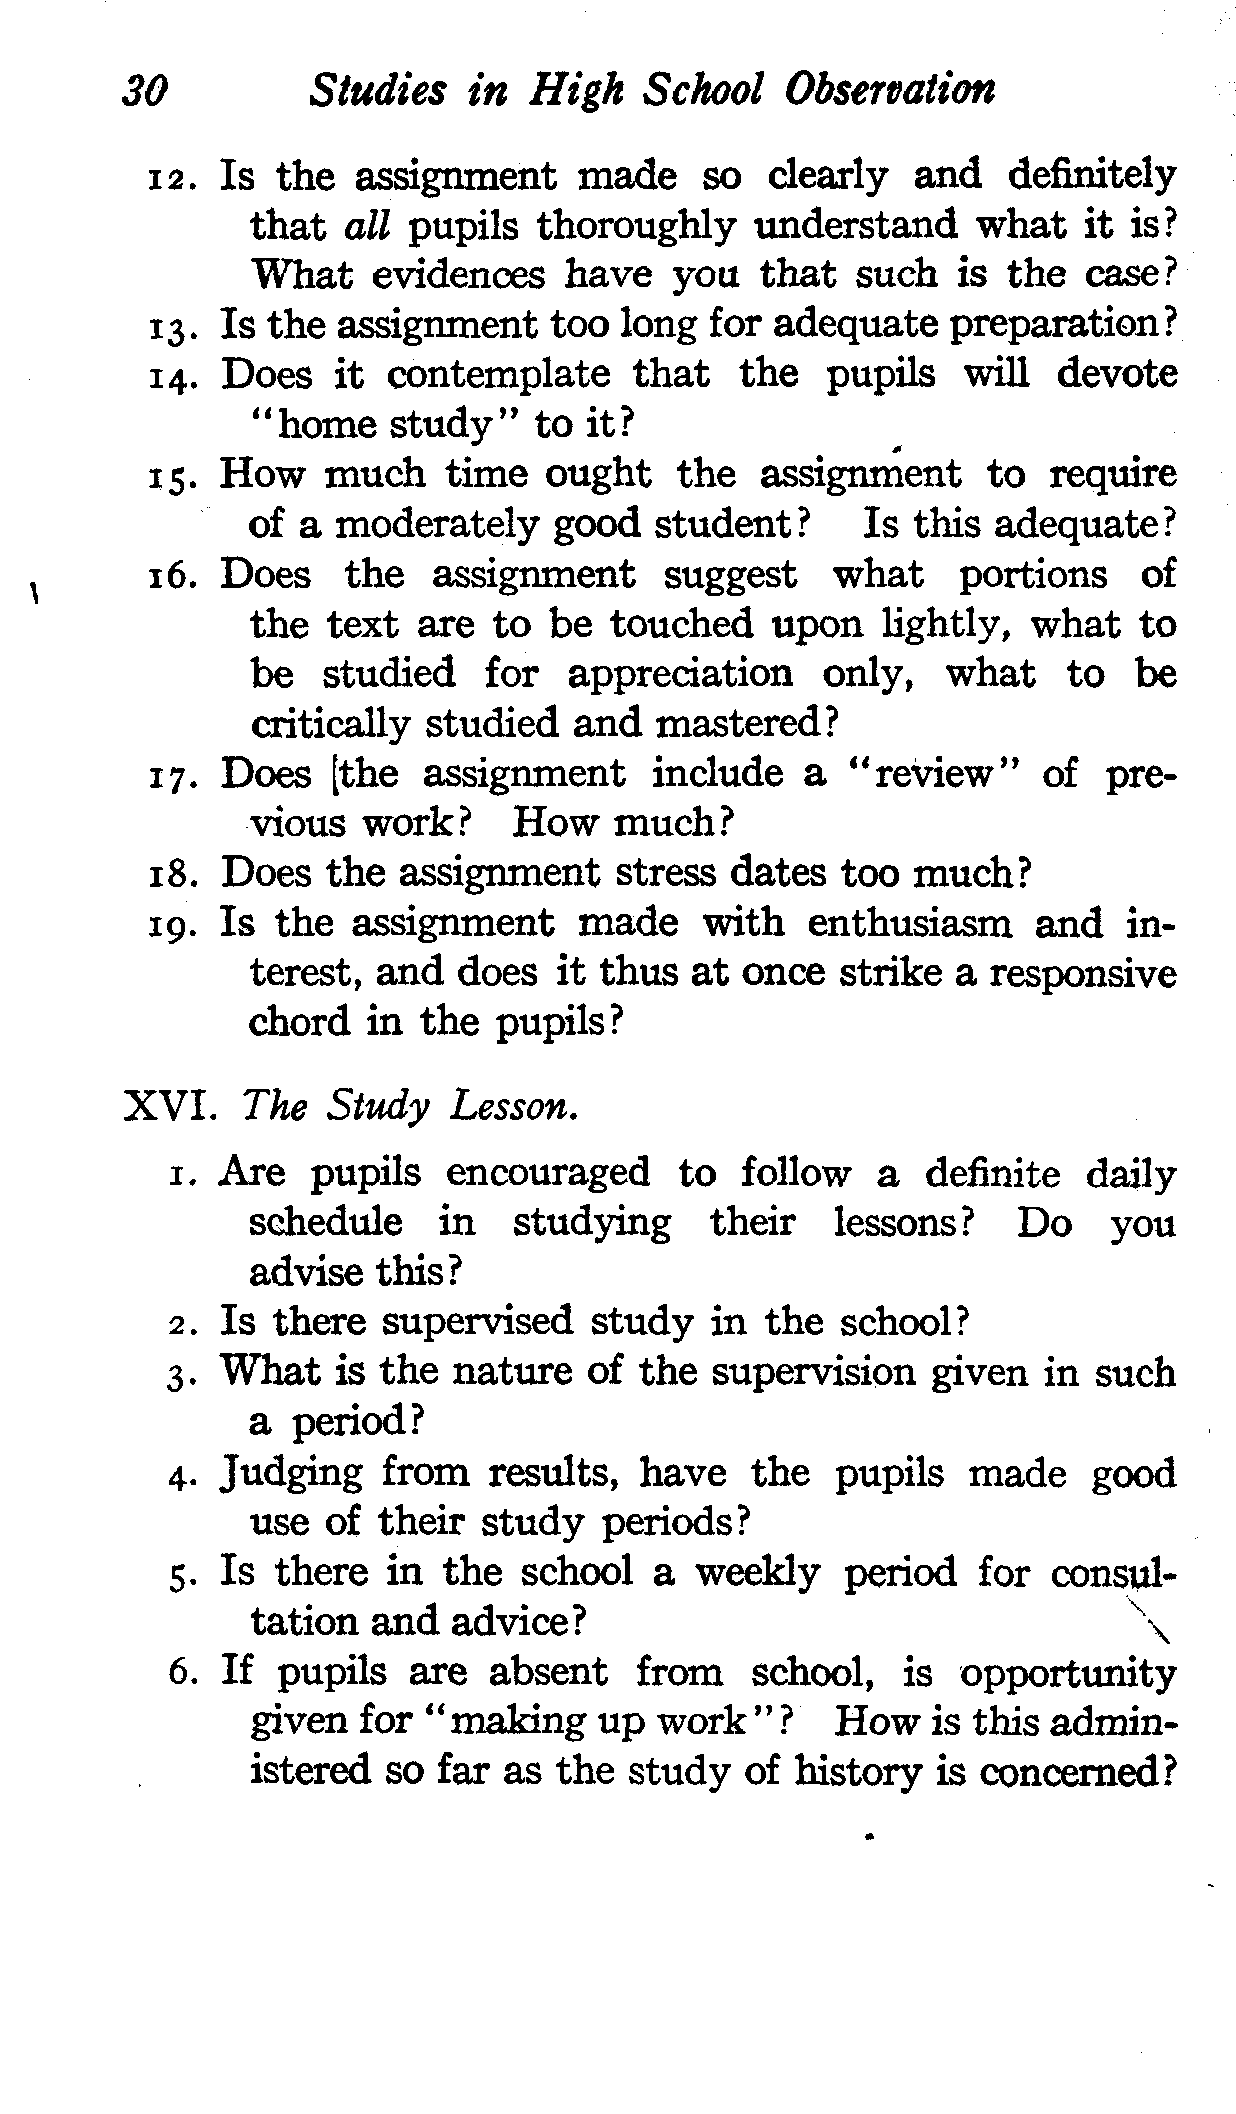 30 Studies in High School Observation
12. Is the assignment made so clearly and definitely
that all pupils thoroughly understand what it is?
What evidences have you that such is the case?
13. Is the assignment too long for adequate preparation?
14. Does it contemplate that the pupils will devote
"home study" to it?
15. How much time ought the assignment to require
of a moderately good student? Is this adequate?
16. Does the assignment suggest what portions of
the text are to be touched upon lightly, what to
be studied for appreciation only, what to be
critically studied and mastered?
17. Does [the assignment include a "review" of pre-
vious work? How much?
18. Does the assignment stress dates too much?
19. Is the assignment made with enthusiasm and in-
terest, and does it thus at once strike a responsive
chord in the pupils?
XVI. The Study Lesson.
1. Are pupils encouraged to follow a definite daily
schedule in studying their lessons? Do you
advise this?
2. Is there supervised study in the school?
3. What is the nature of the supervision given in such
a period?
4. Judging from results, have the pupils made good
use of their study periods?
5. Is there in the school a weekly period for consul-
tation and advice?
6. If pupils are absent from school, is opportunity
given for "making up work"? How is this admin-
istered so far as the study of history is concerned?